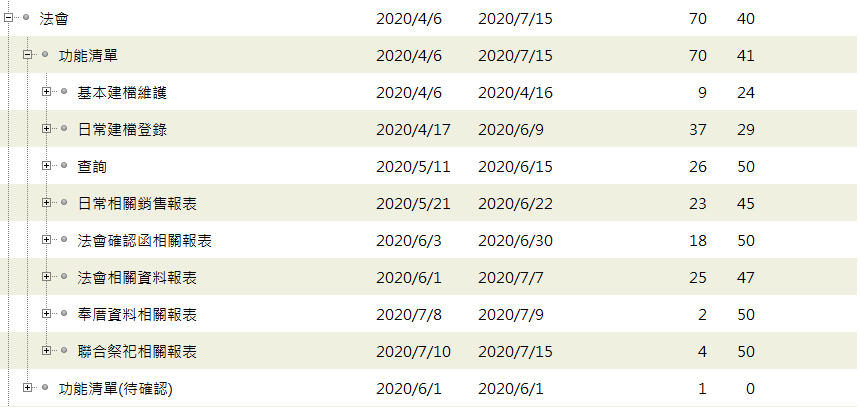 法會 2020/4/6 2020/7/15 70 40
功能清單 2020/4/6 2020/7/15 70 41
基本建檔維護 2020/4/6 2020/4/16 9 24
日常建檔登錄 2020/4/17 2020/6/9 37 29
查詢 2020/5/11 2020/6/15 26 50
日常相關銷售報表 2020/5/21 2020/6/22 23 45
法會確認函相關報表 2020/6/3 2020/6/30 18 50
法會相關資料報表 2020/6/1 2020/7/7 25 47
奉厝資料相關報表 2020/7/8 2020/7/9 2 50
聯合祭祀相關報表 2020/7/10 2020/7/15 4 50
功能清單(待確認) 2020/6/1 2020/6/1 1 0